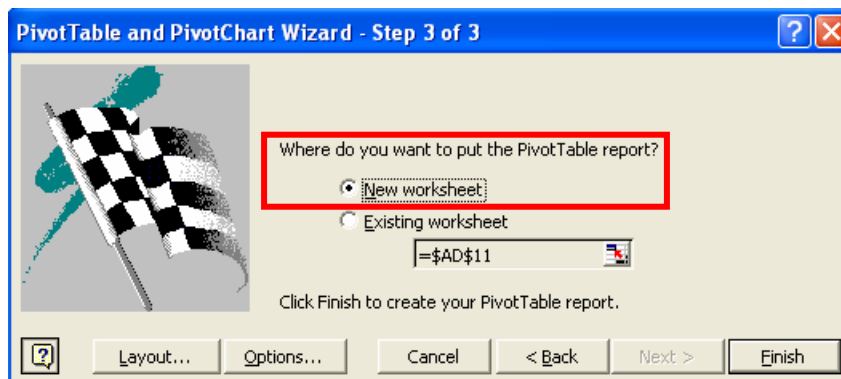 PivotTable and PivotChart Wizard - Step 3 of 3
Where do you want to put the PivotTable report?
New worksheet
Existing worksheet
=$AD$11
Click Finish to create your PivotTable report.
Layout... Options... Cancel < Back Next > Finish